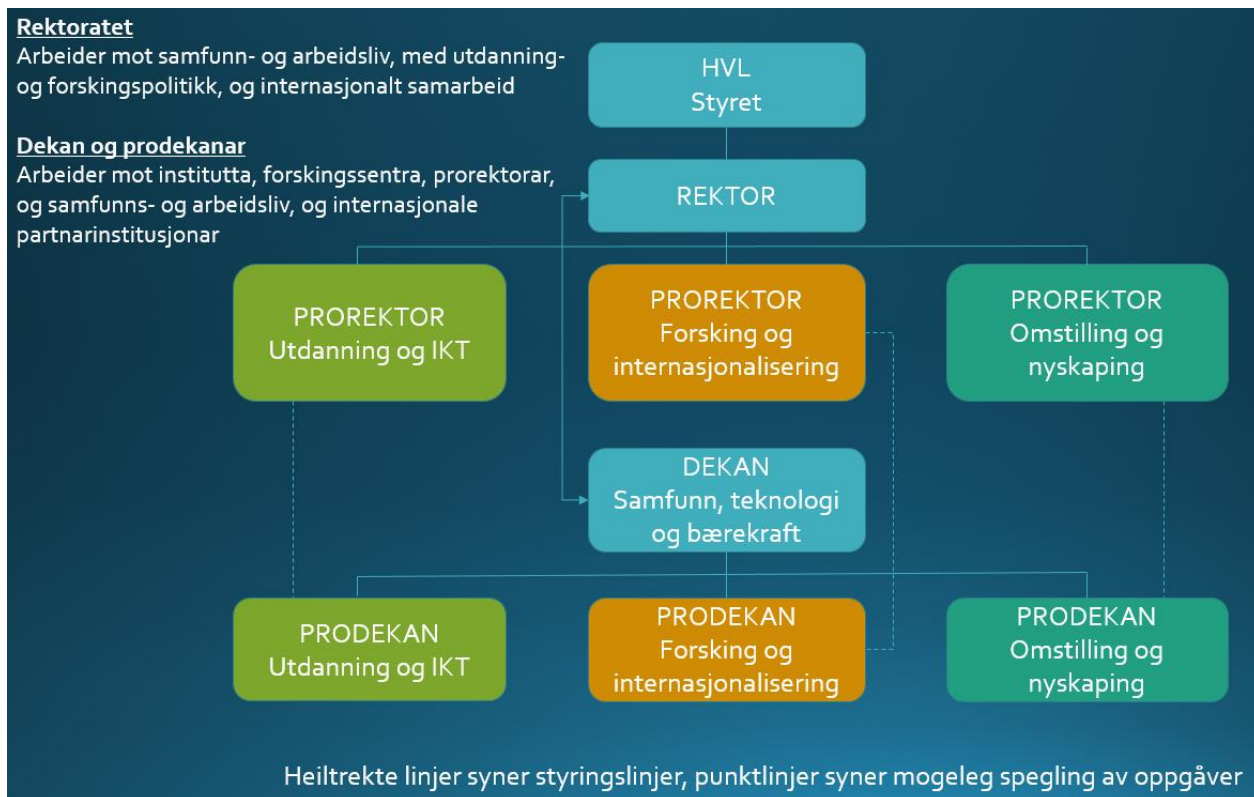 Rektoratet
Arbeider mot samfunn- og arbeidsliv, med utdanning-
og forskingspolitikk, og internasjonalt samarbeid
Dekan og prodekanar
Arbeider mot institutta, forskingssentra, prorektorar,
og samfunns- og arbeidsliv, og internasjonale
partnarinstitusjonar
HVL
Styret
REKTOR
PROREKTOR
Utdanning og IKT
PROREKTOR
Forsking og
internasjonalisering
PROREKTOR
Omstilling og
nyskaping
DEKAN
Samfunn, teknologi
og bærekraft
PRODEKAN
Utdanning og IKT
PRODEKAN
Forsking og
internasjonalisering
PRODEKAN
Omstilling og
nyskaping
Heiltrekte linjer syner styringslinjer, punktlinjer syner mogeleg spegling av oppgåver